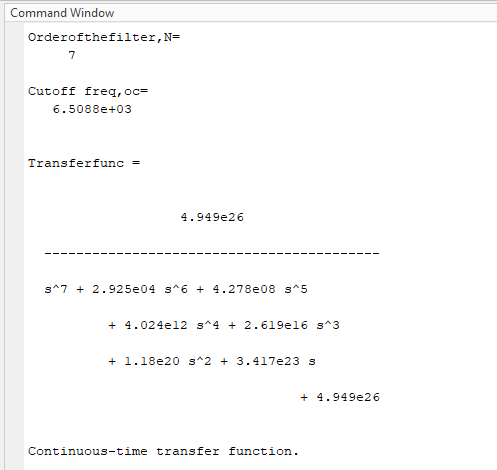 Command Window
Orderofthefilter,N=
7
Cutoff freq,oc=
6.5088e+03
Transferfunc =
4.949e26
------------------------------------------
s^7 + 2.925e04 s^6 + 4.278e08 s^5
+ 4.024e12 s^4 + 2.619e16 s^3
+ 1.18e20 s^2 + 3.417e23 s
+ 4.949e26
Continuous-time transfer function.